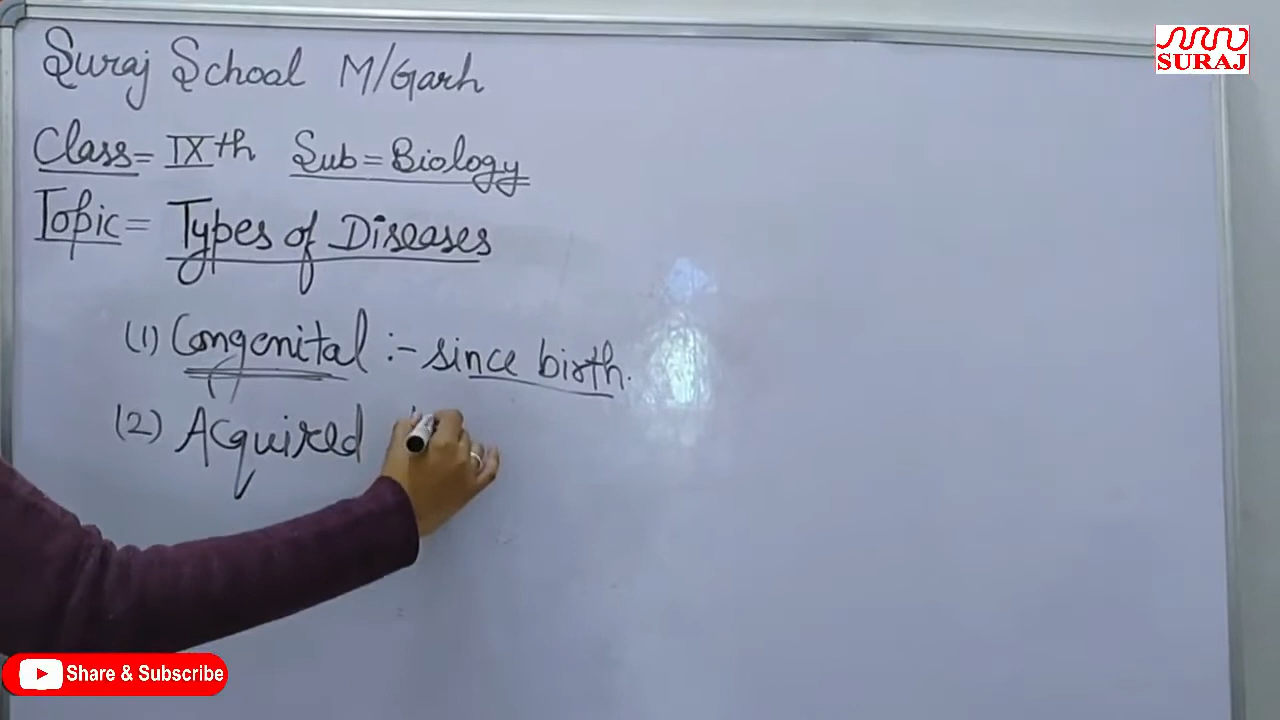 Suraj School M/Garh
SURAJ
Class = IXth Sub = Biology
Topic = Types of Diseases
(1) Congenital :- since birth.
(2) Acquired
Share & Subscribe